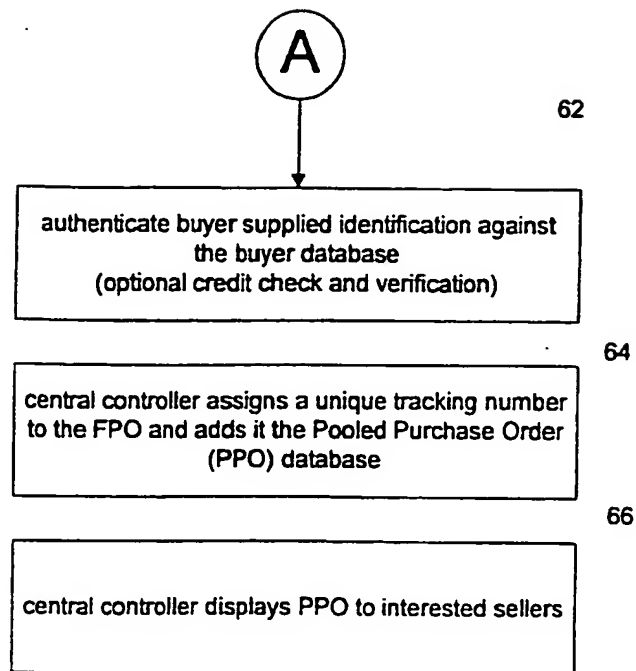 A
62
authenticate buyer supplied identification against
the buyer database
(optional credit check and verification)
64
central controller assigns a unique tracking number
to the FPO and adds it the Pooled Purchase Order
(PPO) database
66
central controller displays PPO to interested sellers